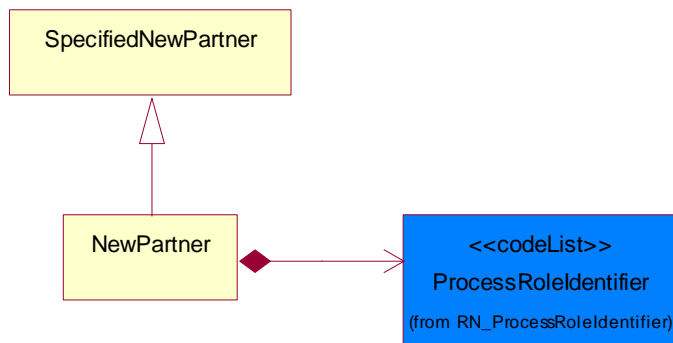 SpecifiedNewPartner
NewPartner
<<codeList>>
ProcessRoleIdentifier
(from RN_ProcessRoleIdentifier)